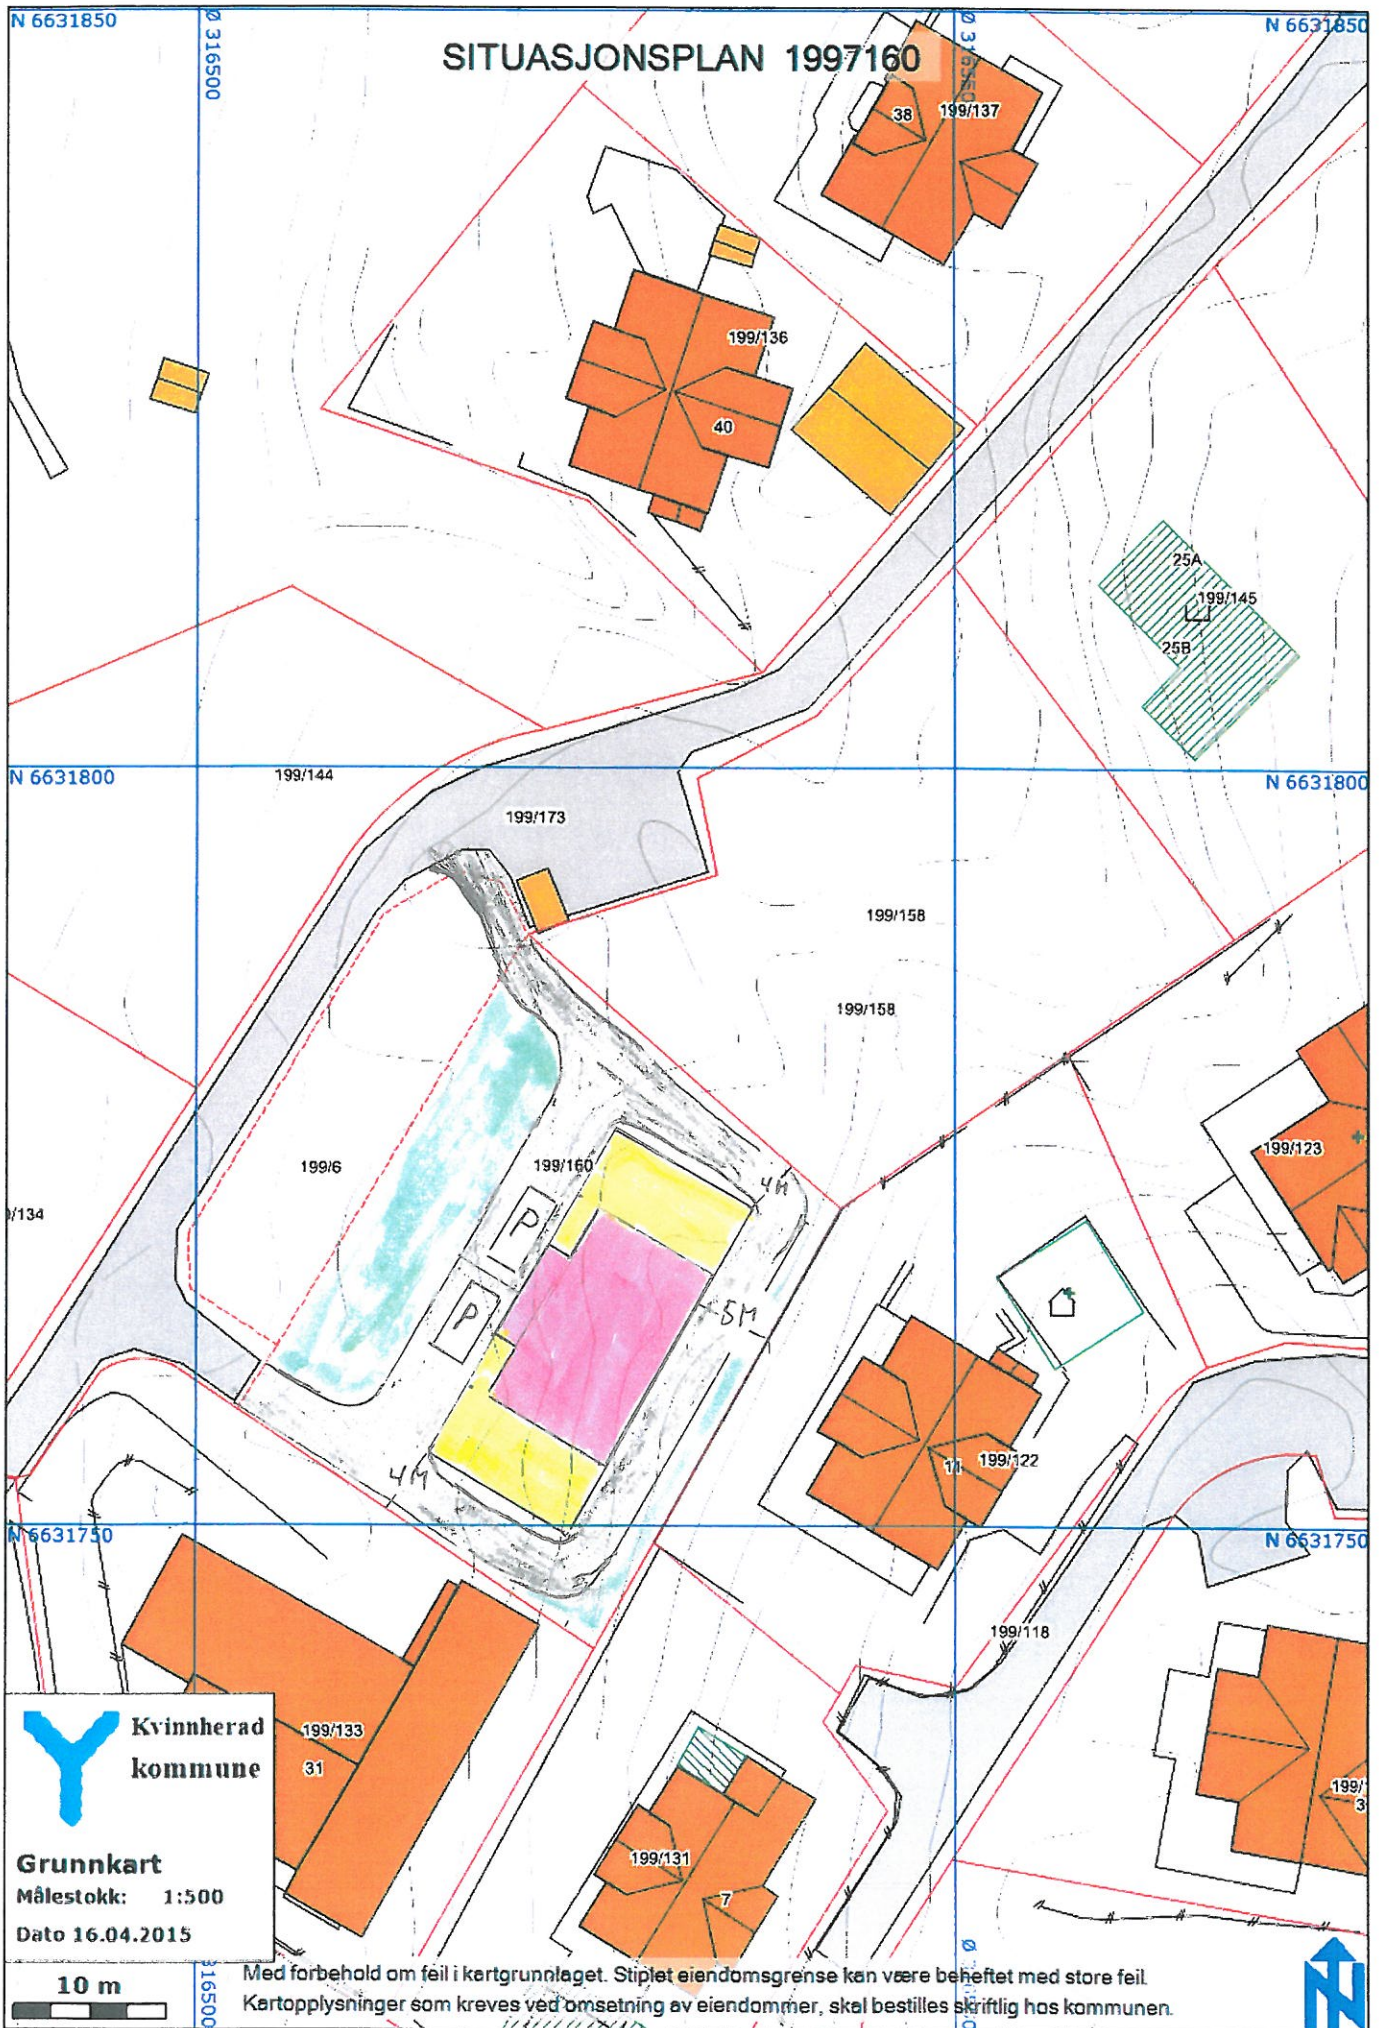 N 6631850
Ø 316500
SITUASJONSPLAN 1997160
N 6631850
38
199/137
199/136
40
25A
199/145
25B
N 6631800
199/144
N 6631800
199/173
199/158
199/158
199/6
199/160
199/123
4M
P
P
5M
4M
11
199/122
N 6631750
N 6631750
199/118
199/133
31
199/131
7
Kvinnherad
kommune
Grunnkart
Målestokk: 1:500
Dato 16.04.2015
10 m
316500
Ø
Med forbehold om feil i kartgrunnlaget. Stiplet eiendomsgrense kan være beheftet med store feil.
Kartopplysninger som kreves ved omsetning av eiendommer, skal bestilles skriftlig hos kommunen.
N